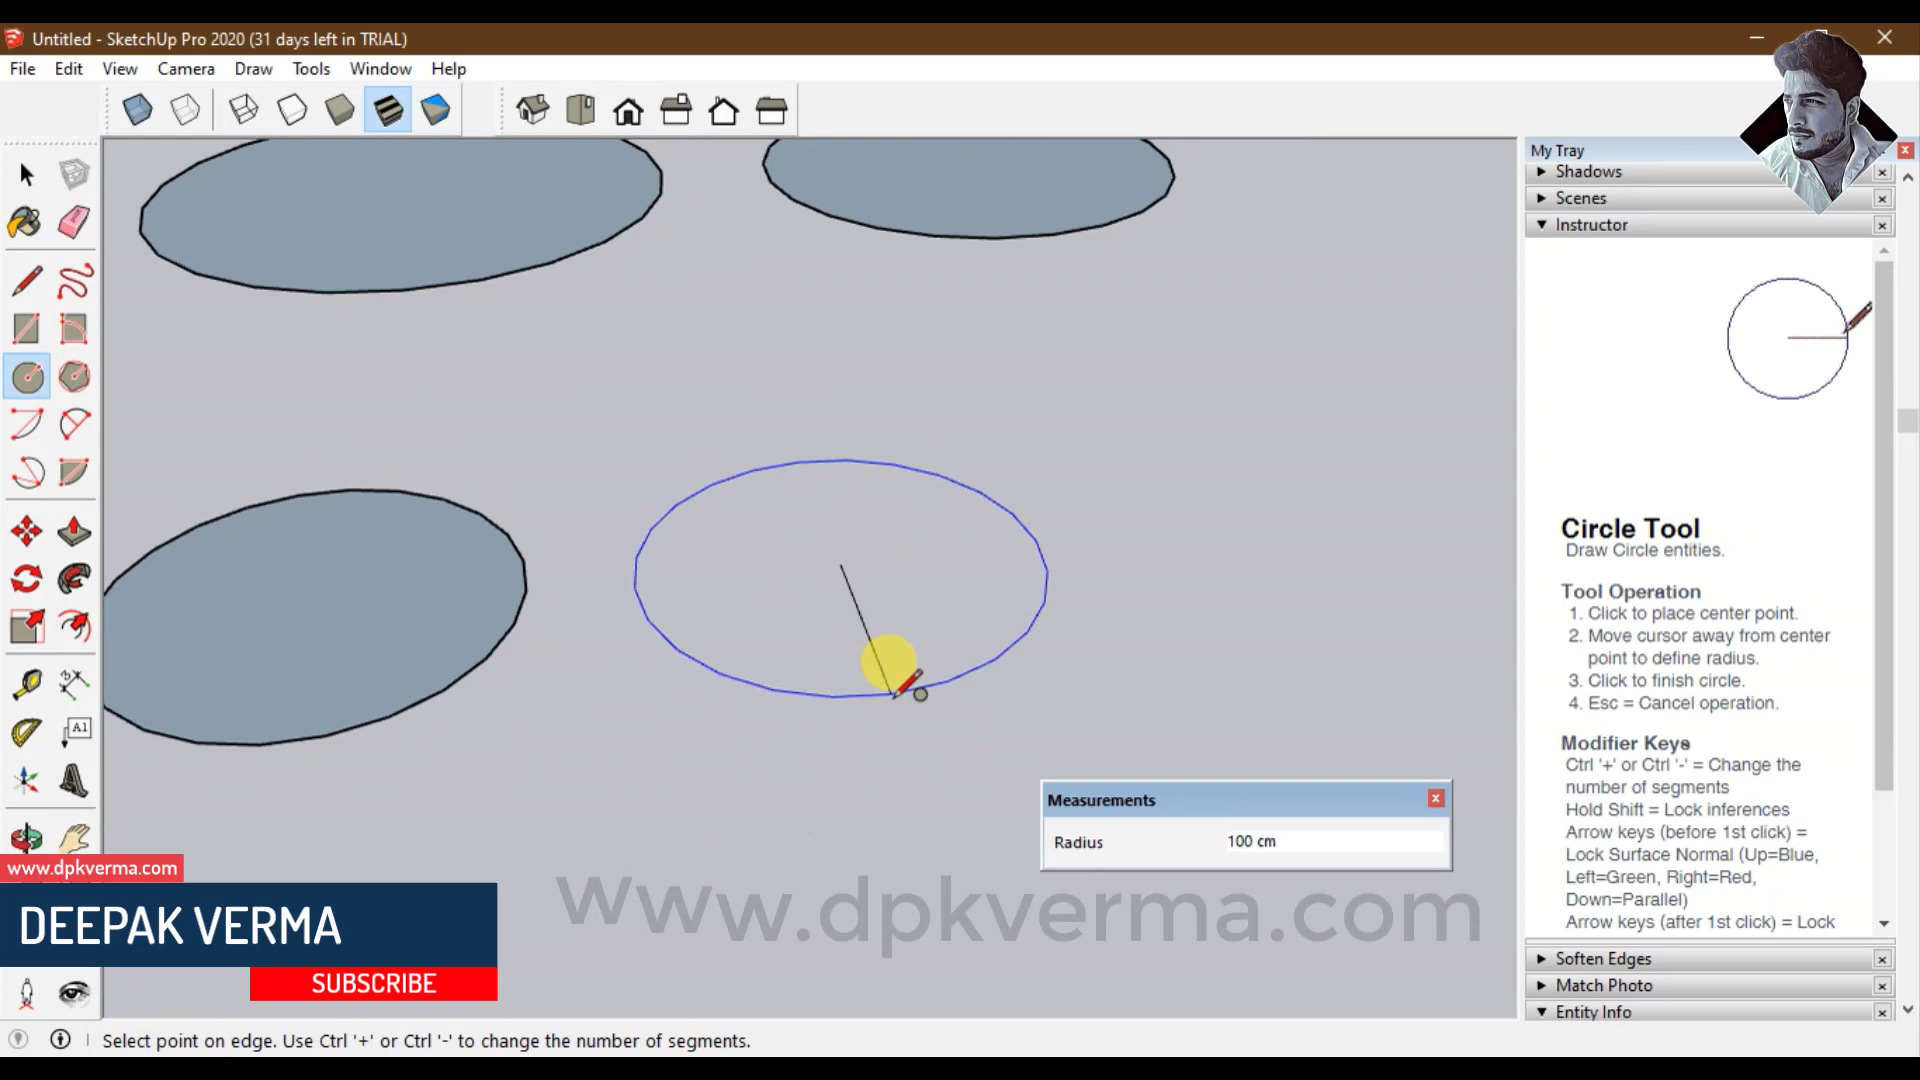 Untitled - SketchUp Pro 2020 (31 days left in TRIAL)
File Edit View Camera Draw Tools Window Help
My Tray
Shadows
Scenes
Instructor
Circle Tool
Draw Circle entities.
Tool Operation
1. Click to place center point.
2. Move cursor away from center
point to define radius.
3. Click to finish circle.
4. Esc = Cancel operation.
Modifier Keys
Ctrl '+' or Ctrl '-' = Change the
number of segments
Hold Shift = Lock inferences
Arrow keys (before 1st click) =
Lock Surface Normal (Up=Blue,
Left=Green, Right=Red,
Down=Parallel)
Arrow keys (after 1st click) = Lock
Soften Edges
Match Photo
Entity Info
A1
Measurements
Radius 100 cm
www.dpkverma.com
www.dpkverma.com
DEEPAK VERMA
SUBSCRIBE
Select point on edge. Use Ctrl '+' or Ctrl '-' to change the number of segments.